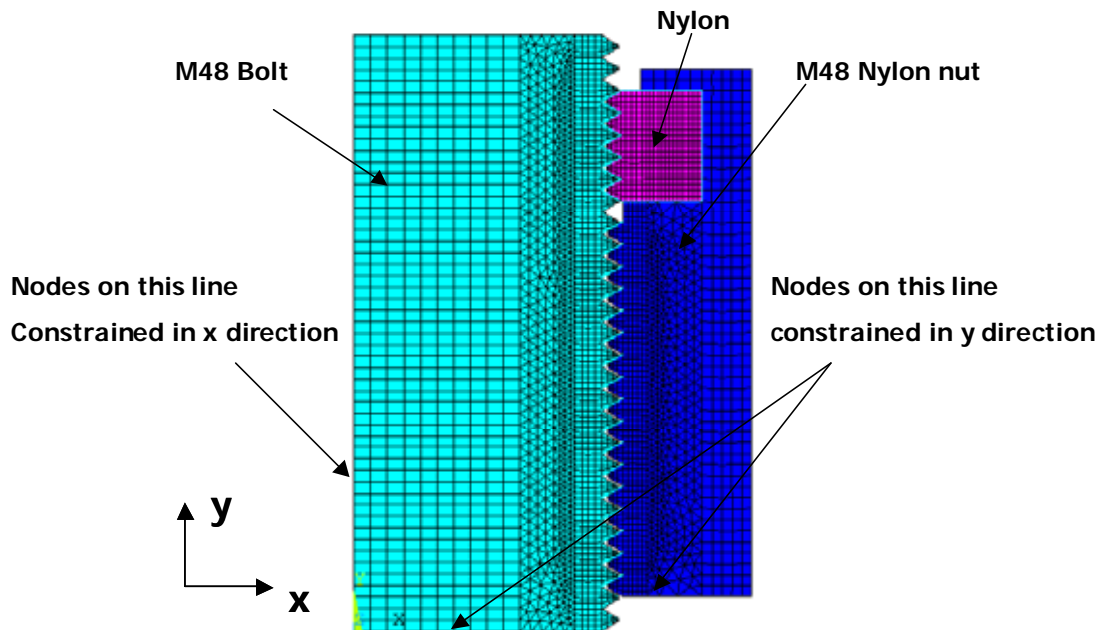 Nylon
M48 Bolt
M48 Nylon nut
Nodes on this line
Constrained in x direction
Nodes on this line
constrained in y direction
y
x
Y
X